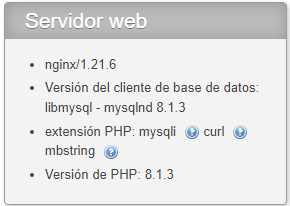 Servidor web
nginx/1.21.6
Versión del cliente de base de datos:
libmysql - mysqlnd 8.1.3
extensión PHP: mysqli curl
mbstring
Versión de PHP: 8.1.3